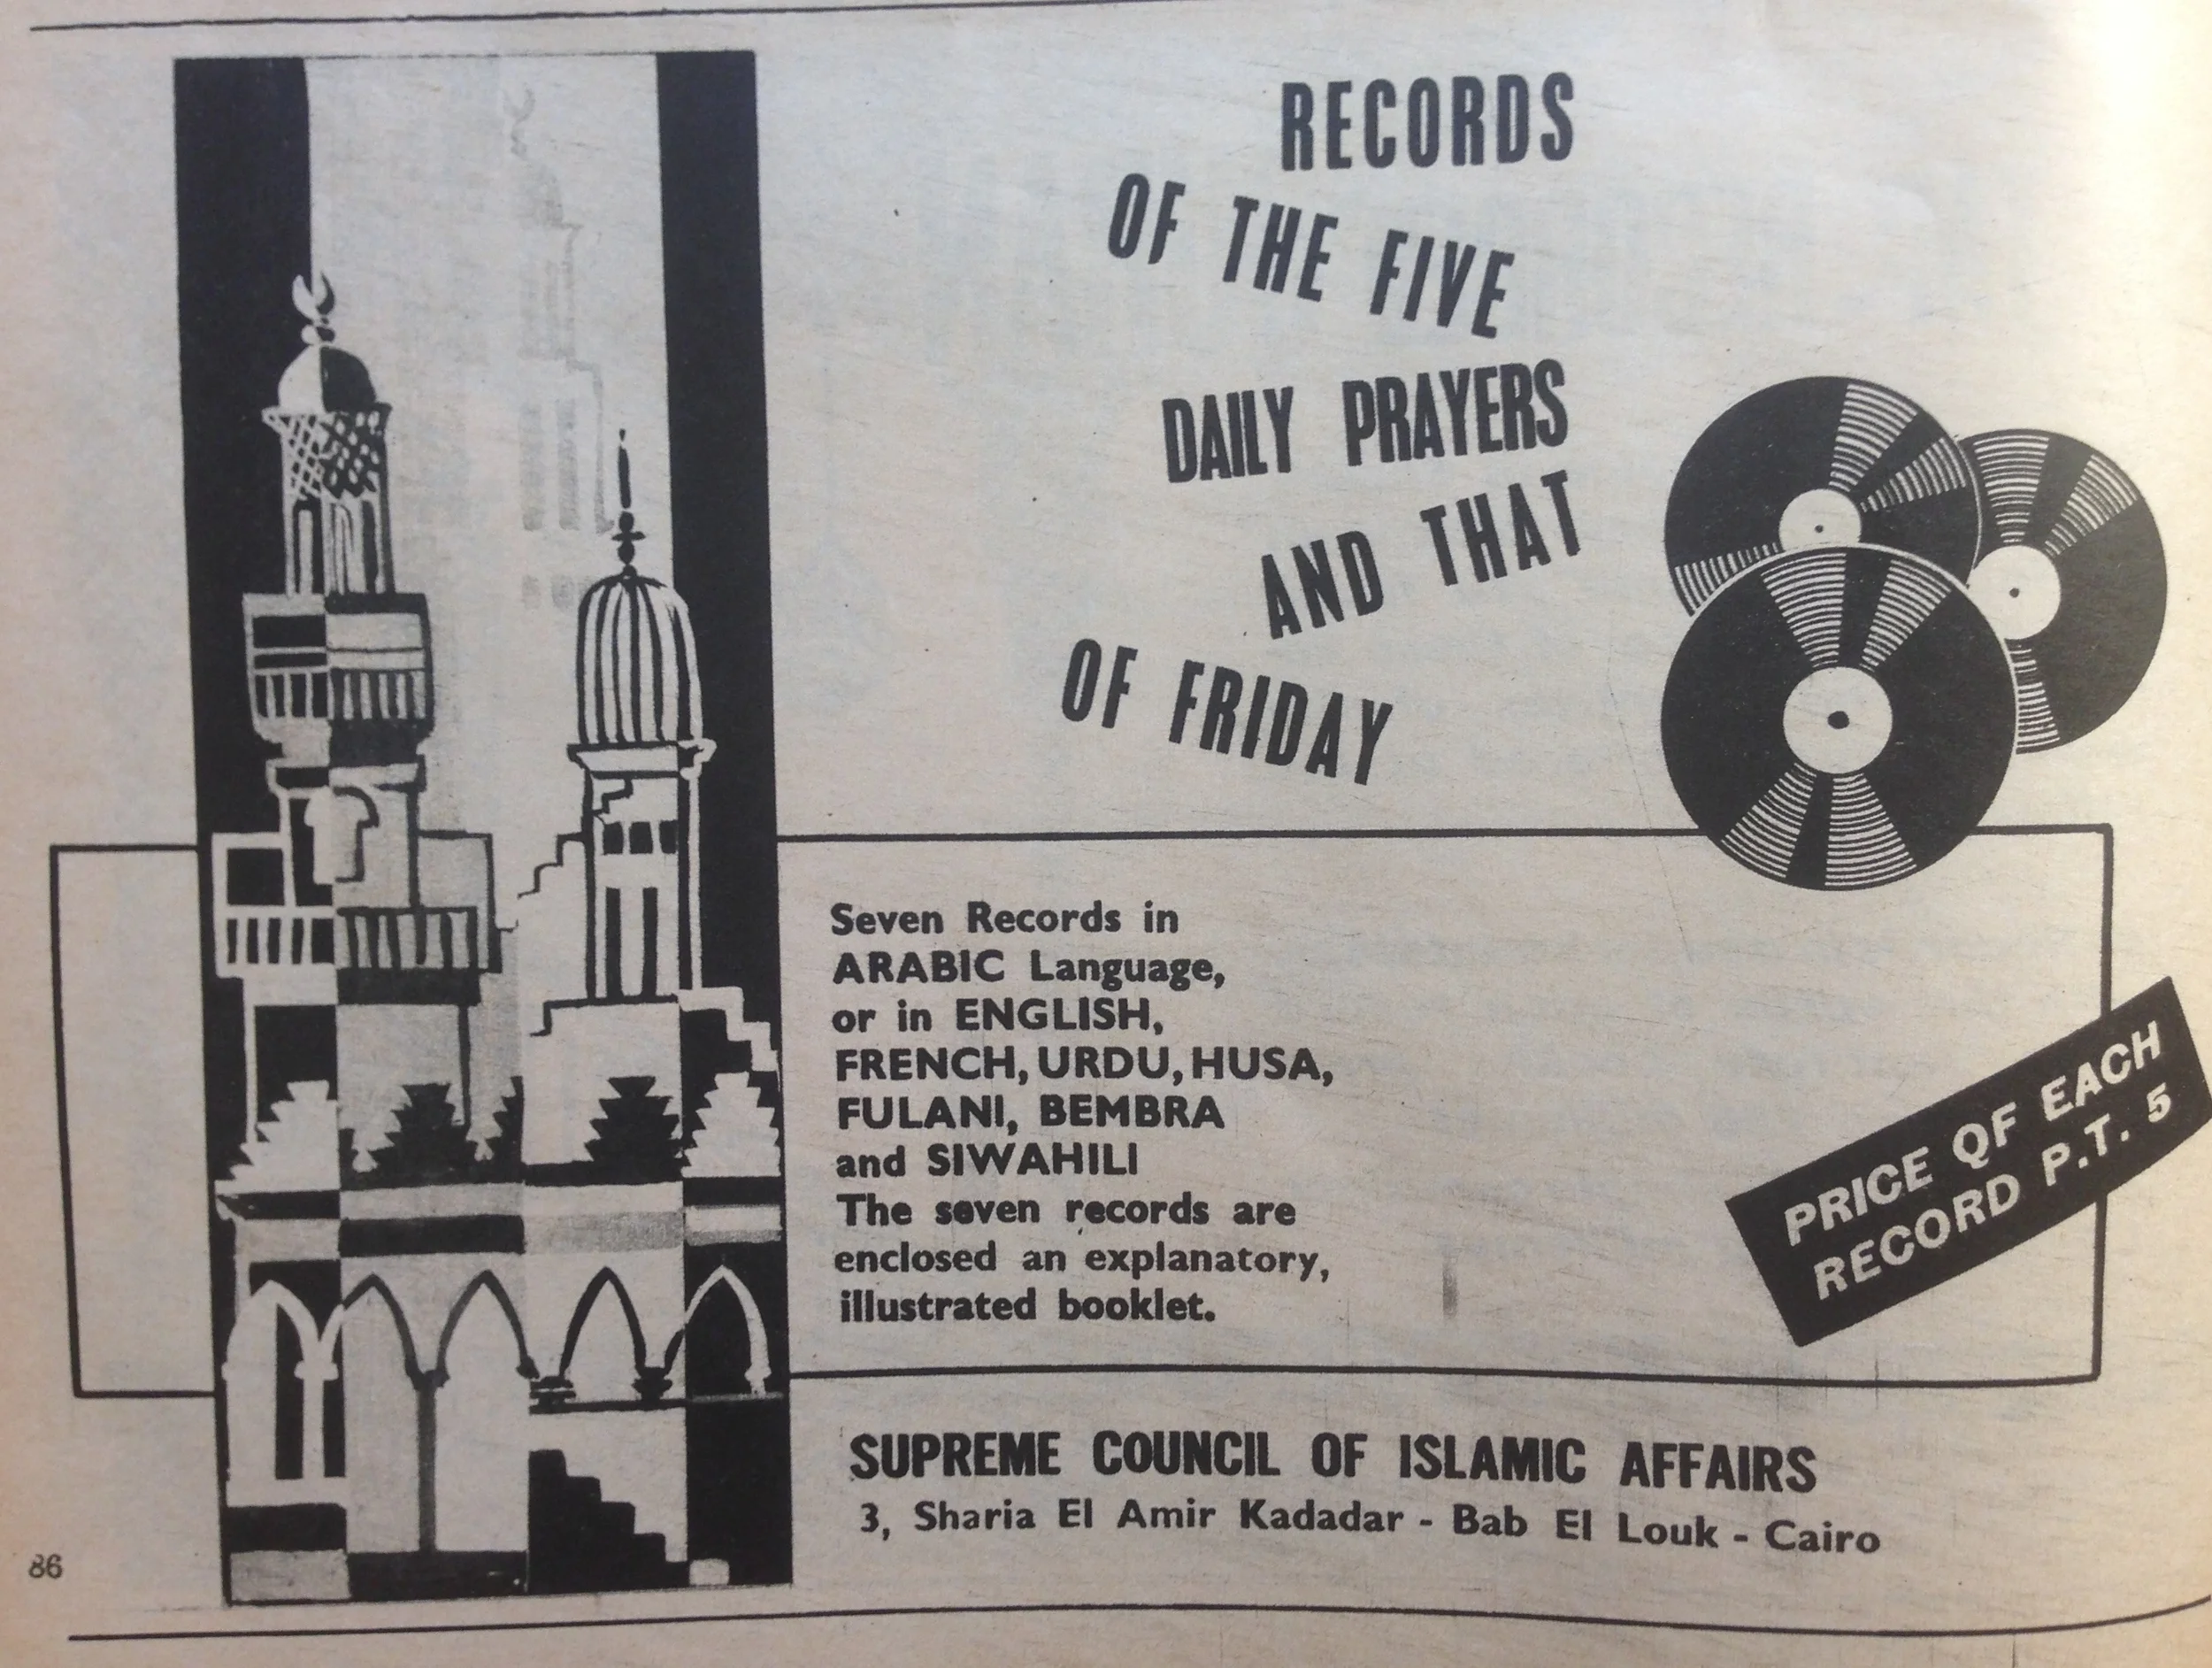 RECORDS
OF THE FIVE
DAILY PRAYERS
AND THAT
OF FRIDAY
Seven Records in
ARABIC Language,
or in ENGLISH,
FRENCH, URDU, HUSA,
FULANI, BEMBRA
and SIWAHILI
The seven records are
enclosed an explanatory,
illustrated booklet.
PRICE OF EACH
RECORD P.T. 5
SUPREME COUNCIL OF ISLAMIC AFFAIRS
3, Sharia El Amir Kadadar - Bab El Louk - Cairo
86